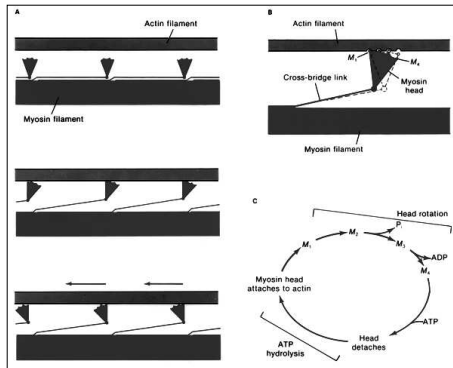 A
Actin filament
Myosin filament
B
Actin filament
M₁
M₄
Cross-bridge link
Myosin
head
Myosin filament
C
Head rotation
Pᵢ
M₂
M₁
M₃
ADP
M₄
Myosin head
attaches to actin
ATP
ATP
hydrolysis
Head
detaches